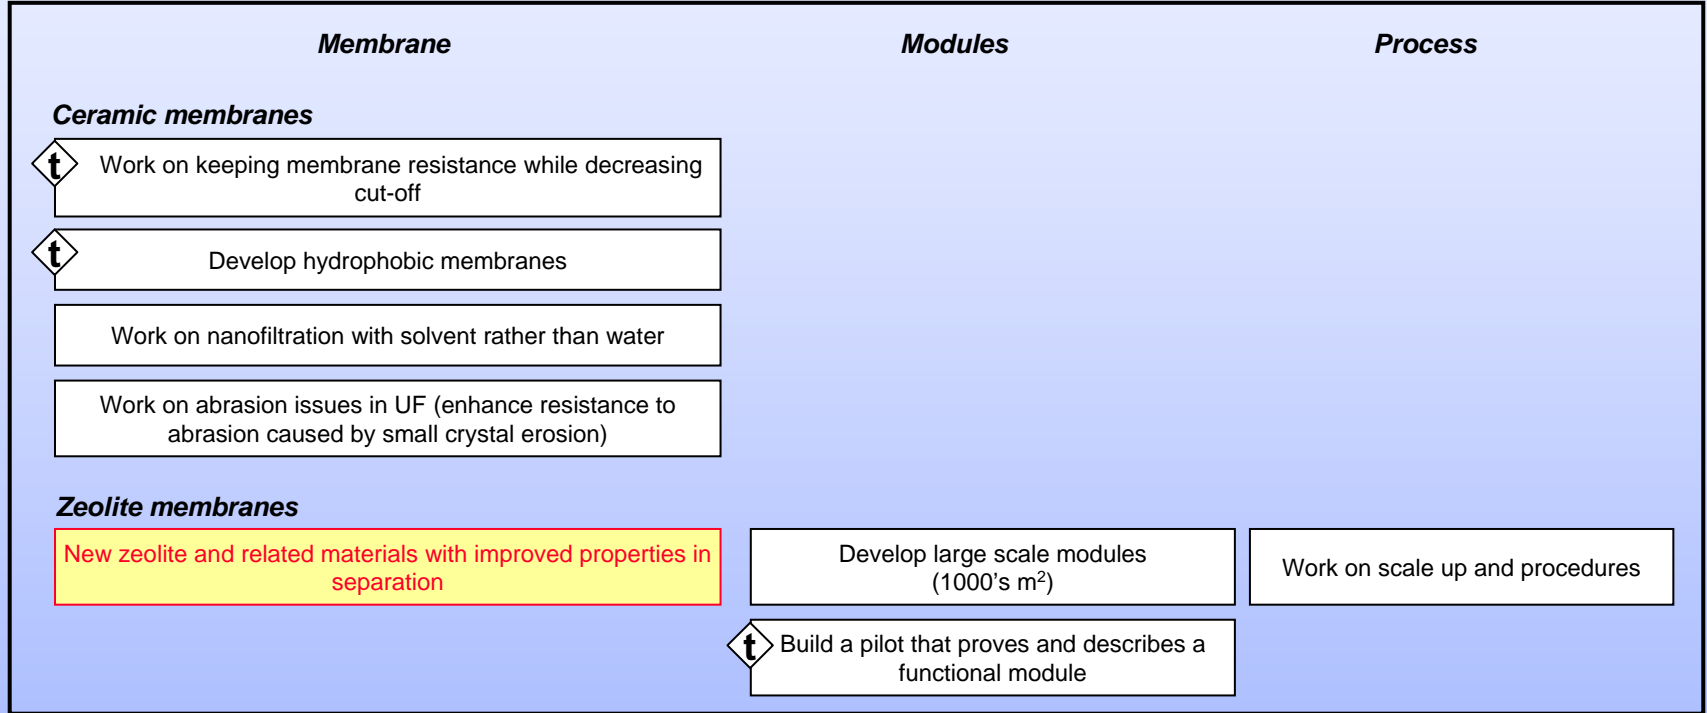 Membrane
Modules
Process
Ceramic membranes
t
Work on keeping membrane resistance while decreasing
cut-off
t
Develop hydrophobic membranes
Work on nanofiltration with solvent rather than water
Work on abrasion issues in UF (enhance resistance to
abrasion caused by small crystal erosion)
Zeolite membranes
New zeolite and related materials with improved properties in
separation
Develop large scale modules
(1000's m²)
Work on scale up and procedures
t
Build a pilot that proves and describes a
functional module